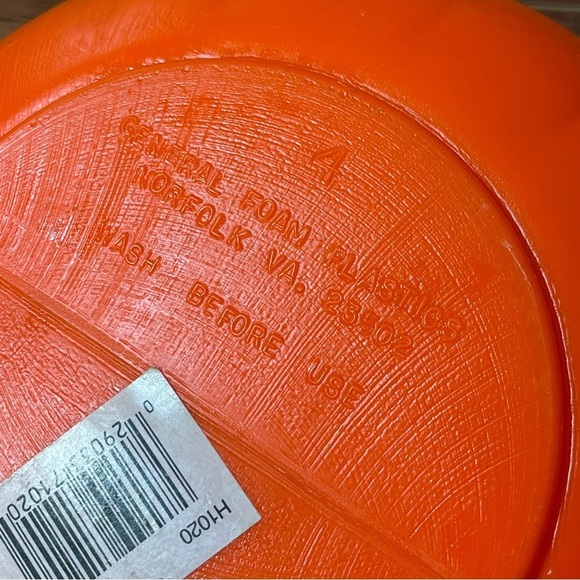 4
GENERAL FOAM PLASTICS
NORFOLK VA. 23502
WASH BEFORE USE
H1020